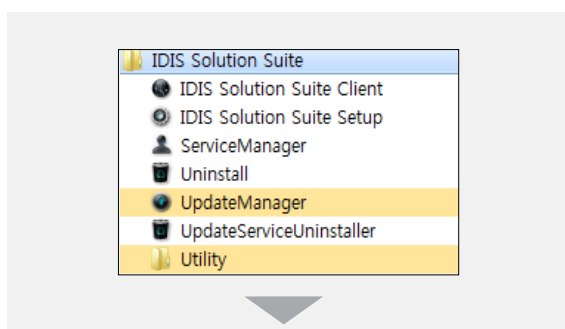 IDIS Solution Suite
IDIS Solution Suite Client
IDIS Solution Suite Setup
ServiceManager
Uninstall
UpdateManager
UpdateServiceUninstaller
Utility